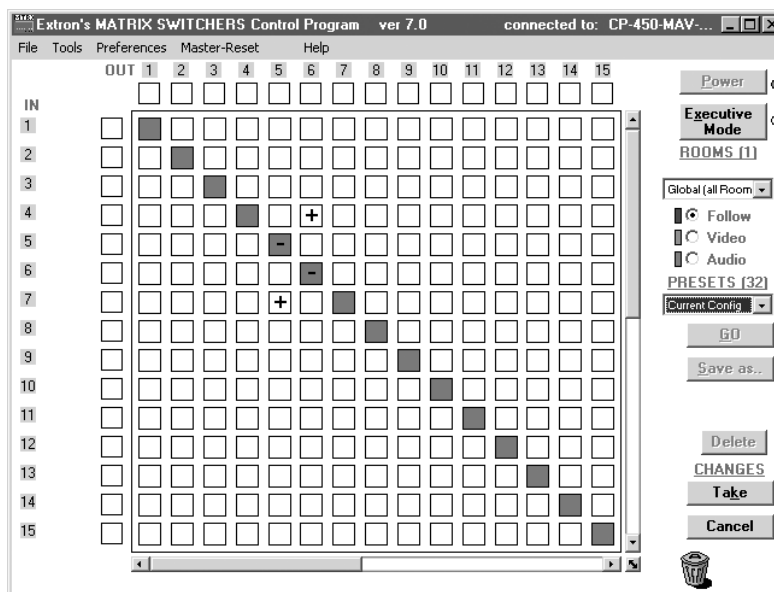 Extron's MATRIX SWITCHERS Control Program ver 7.0 connected to: CP-450-MAV-...
File Tools Preferences Master-Reset Help
OUT 1 2 3 4 5 6 7 8 9 10 11 12 13 14 15
IN
1
2
3
4 +
5 -
6 -
7 +
8
9
10
11
12
13
14
15
Power
Executive
Mode
ROOMS (1)
Global (all Room
Follow
Video
Audio
PRESETS (32)
Current Config
GO
Save as..
Delete
CHANGES
Take
Cancel